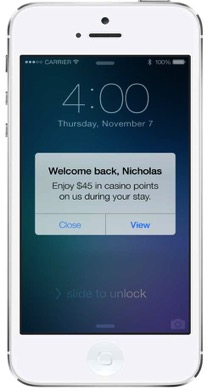 CARRIER 100%
4:00
Thursday, November 7
Welcome back, Nicholas
Enjoy $45 in casino points
on us during your stay.
Close View
> slide to unlock